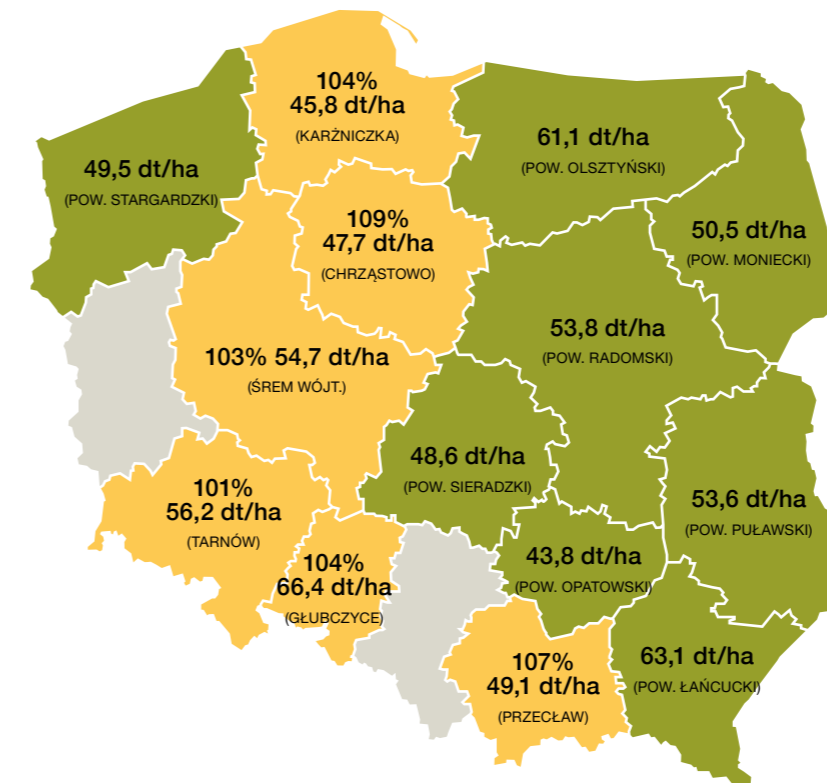 104%
45,8 dt/ha
(KARŻNICZKA)
61,1 dt/ha
(POW. OLSZTYŃSKI)
49,5 dt/ha
(POW. STARGARDZKI)
109%
47,7 dt/ha
(CHRZĄSTOWO)
50,5 dt/ha
(POW. MONIECKI)
53,8 dt/ha
(POW. RADOMSKI)
103% 54,7 dt/ha
(ŚREM WÓJT.)
48,6 dt/ha
(POW. SIERADZKI)
101%
56,2 dt/ha
(TARNÓW)
53,6 dt/ha
(POW. PUŁAWSKI)
104%
66,4 dt/ha
(GŁUBCZYCE)
43,8 dt/ha
(POW. OPATOWSKI)
107%
49,1 dt/ha
(PRZECŁAW)
63,1 dt/ha
(POW. ŁAŃCUCKI)